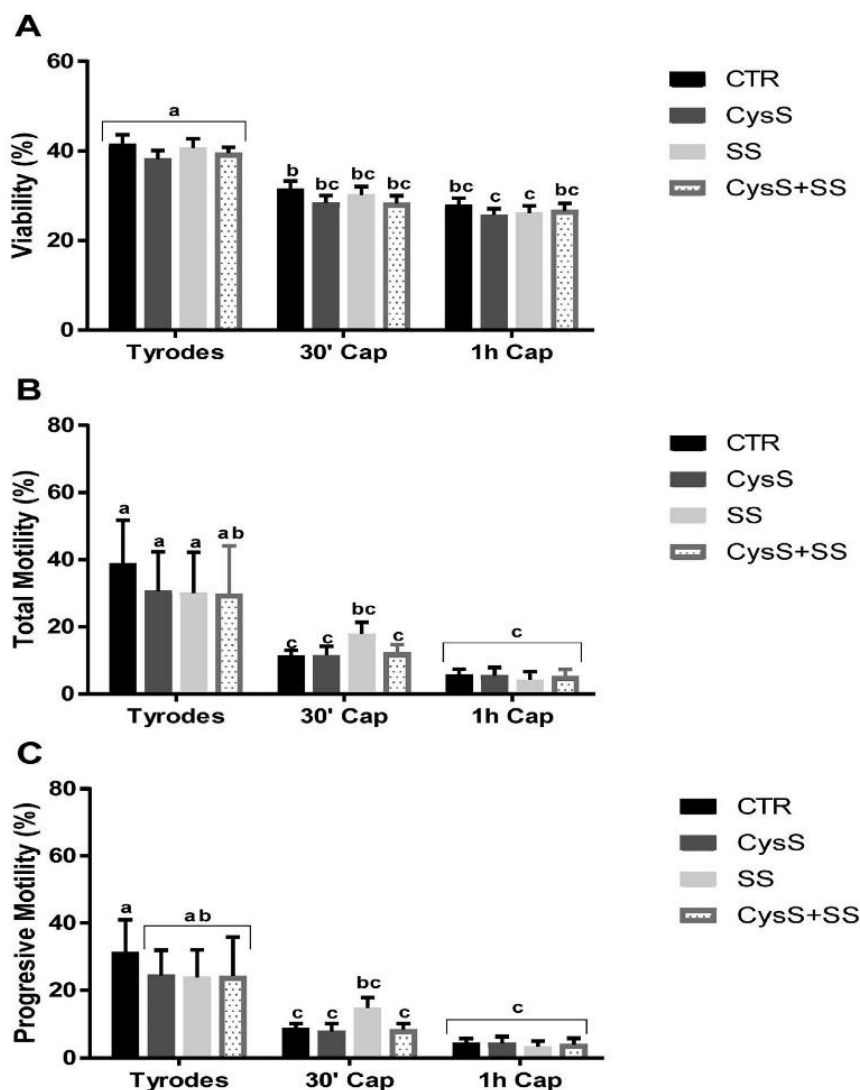 A
Viability (%)
60
40
20
0
a
b bc bc bc
bc c c bc
Tyrodes 30' Cap 1h Cap
CTR
CysS
SS
CysS+SS
B
Total Motility (%)
80
60
40
20
0
a a a ab
c c bc c
c
Tyrodes 30' Cap 1h Cap
CTR
CysS
SS
CysS+SS
C
Progresive Motility (%)
80
60
40
20
0
a ab
c c bc c
c
Tyrodes 30' Cap 1h Cap
CTR
CysS
SS
CysS+SS